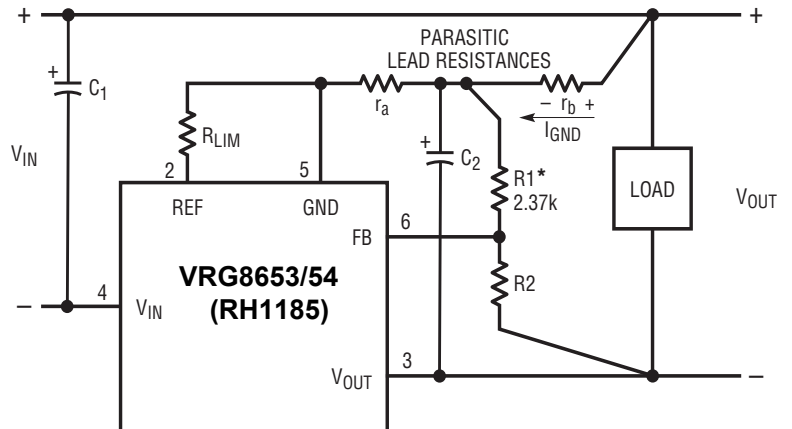 + +
PARASITIC
LEAD RESISTANCES
+ C1
ra
− rb +
IGND
RLIM
VIN
+ C2
R1*
2.37k
LOAD
VOUT
2 5
REF GND
6
FB
VRG8653/54
(RH1185)
R2
− 4
VIN
3
VOUT −